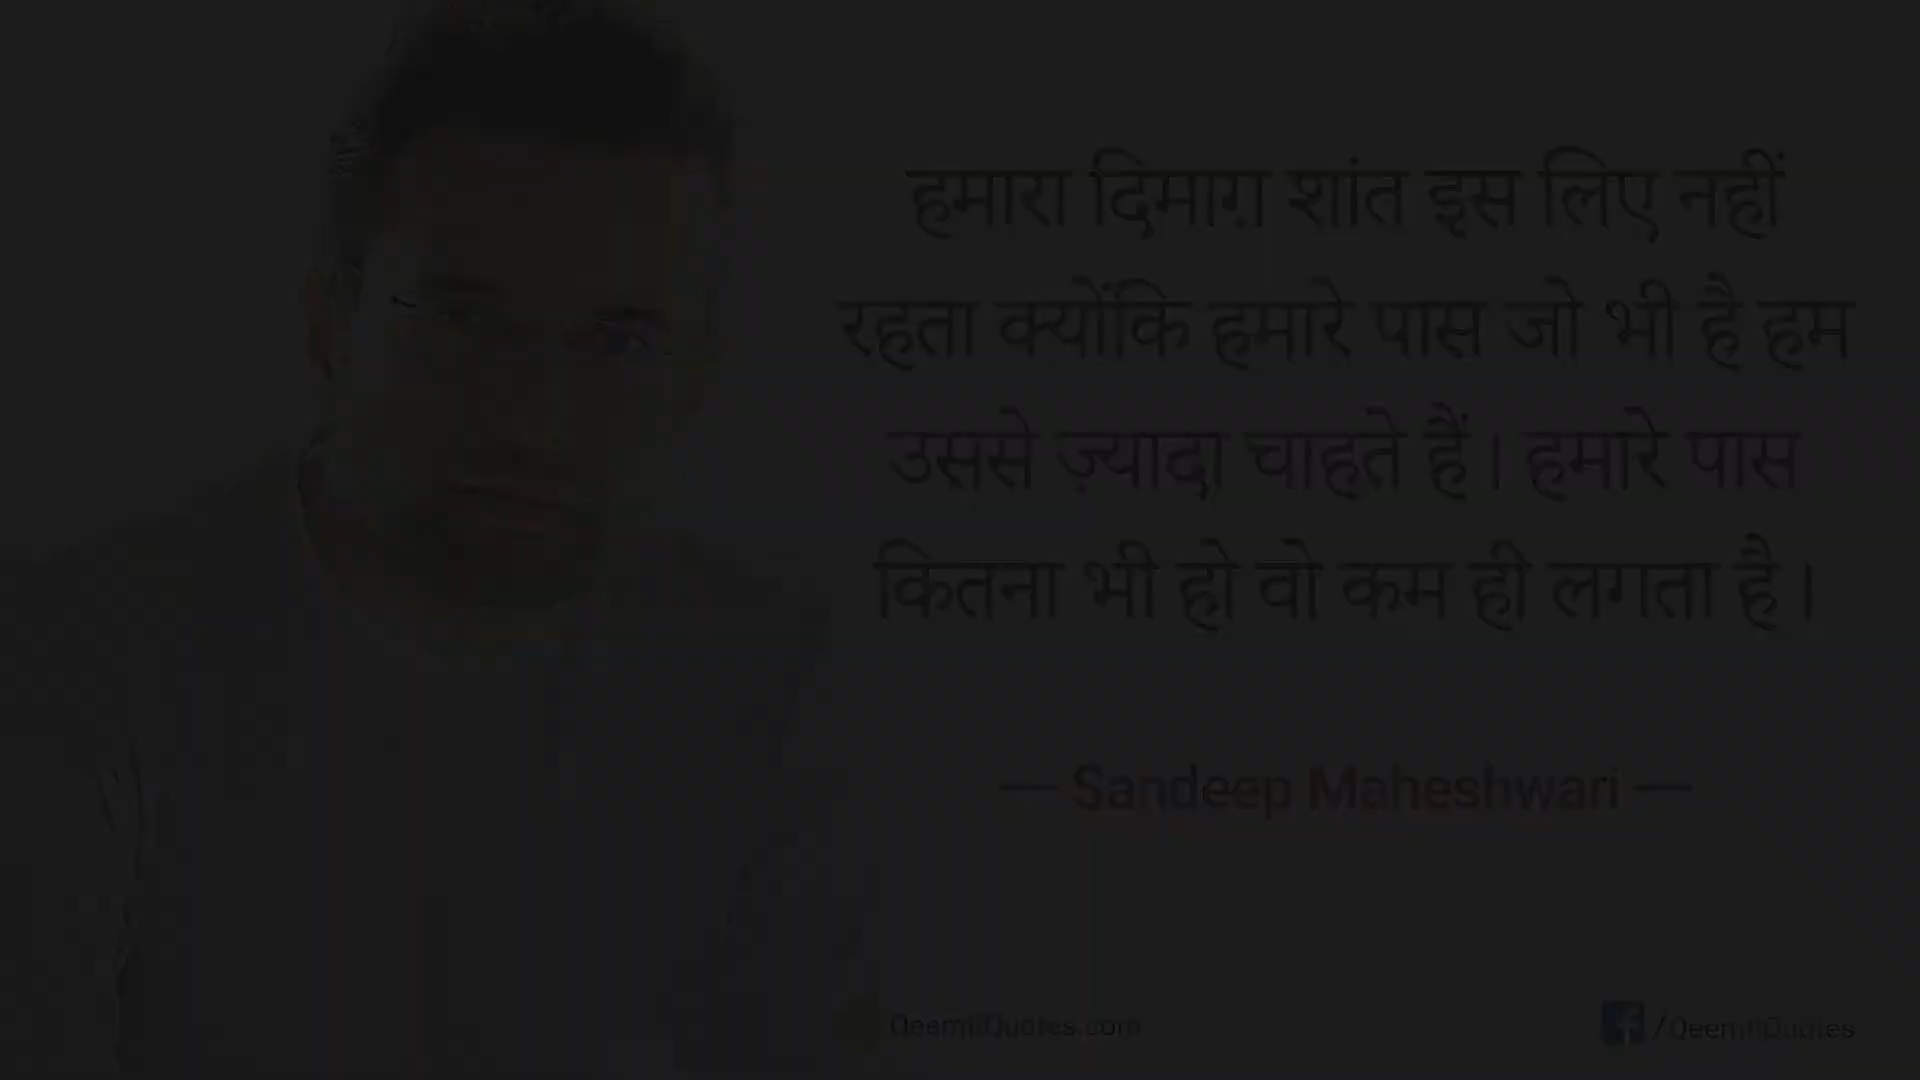 हमारा दिमाग़ शांत इस लिए नहीं
रहता क्योंकि हमारे पास जो भी है हम
उससे ज़्यादा चाहते हैं। हमारे पास
कितना भी हो वो कम ही लगता है।
— Sandeep Maheshwari —
QeemtiQuotes.com
/QeemtiQuotes